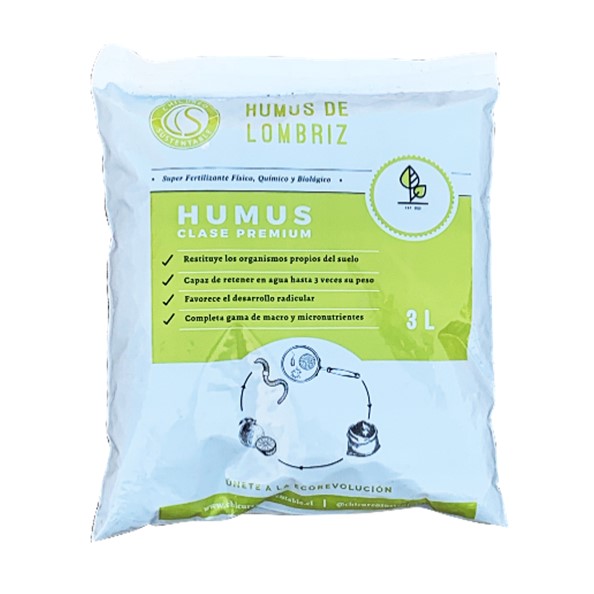 HUMUS DE
LOMBRIZ
SUSTENTABLE
• Super Fertilizante Físico, Químico y Biológico •
HUMUS
CLASE PREMIUM
✓ Restituye los organismos propios del suelo
✓ Capaz de retener en agua hasta 3 veces su peso
✓ Favorece el desarrollo radicular
✓ Completa gama de macro y micronutrientes
3 L
ÚNETE A LA ECOREVOLUCIÓN